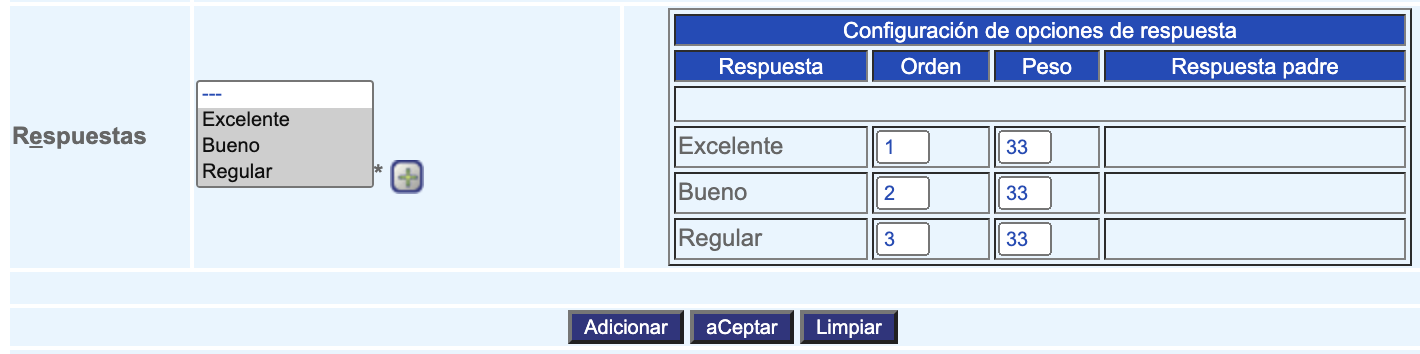 Configuración de opciones de respuesta
Respuesta Orden Peso Respuesta padre
Respuestas
---
Excelente
Bueno
Regular
*
Excelente 1 33
Bueno 2 33
Regular 3 33
Adicionar aCeptar Limpiar